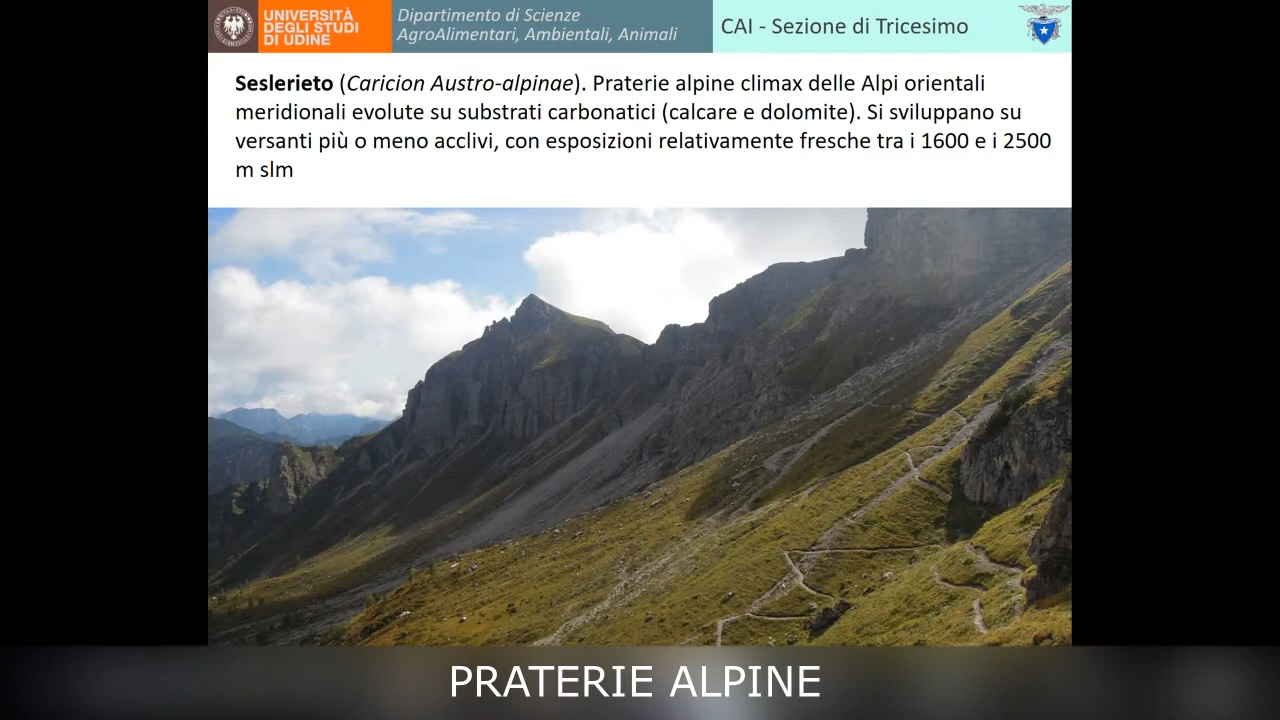 UNIVERSITÀ
DEGLI STUDI
DI UDINE
Dipartimento di Scienze
AgroAlimentari, Ambientali, Animali
CAI - Sezione di Tricesimo
Seslerieto (Caricion Austro-alpinae). Praterie alpine climax delle Alpi orientali
meridionali evolute su substrati carbonatici (calcare e dolomite). Si sviluppano su
versanti più o meno acclivi, con esposizioni relativamente fresche tra i 1600 e i 2500
m slm
PRATERIE ALPINE